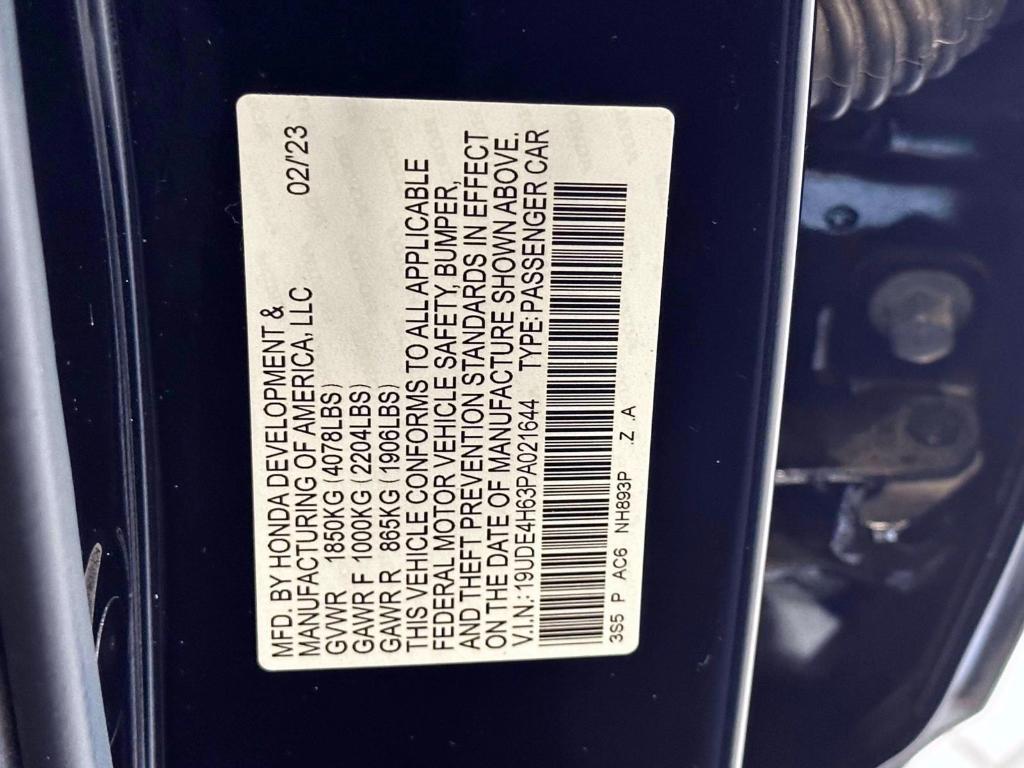 MFD. BY HONDA DEVELOPMENT & 02/'23
MANUFACTURING OF AMERICA, LLC
GVWR 1850KG (4078LBS)
GAWR F 1000KG (2204LBS)
GAWR R 865KG (1906LBS)
THIS VEHICLE CONFORMS TO ALL APPLICABLE
FEDERAL MOTOR VEHICLE SAFETY, BUMPER,
AND THEFT PREVENTION STANDARDS IN EFFECT
ON THE DATE OF MANUFACTURE SHOWN ABOVE.
V.I.N.: 19UDE4H63PA021644 TYPE: PASSENGER CAR
3S5 P AC6 NH893P .Z .A